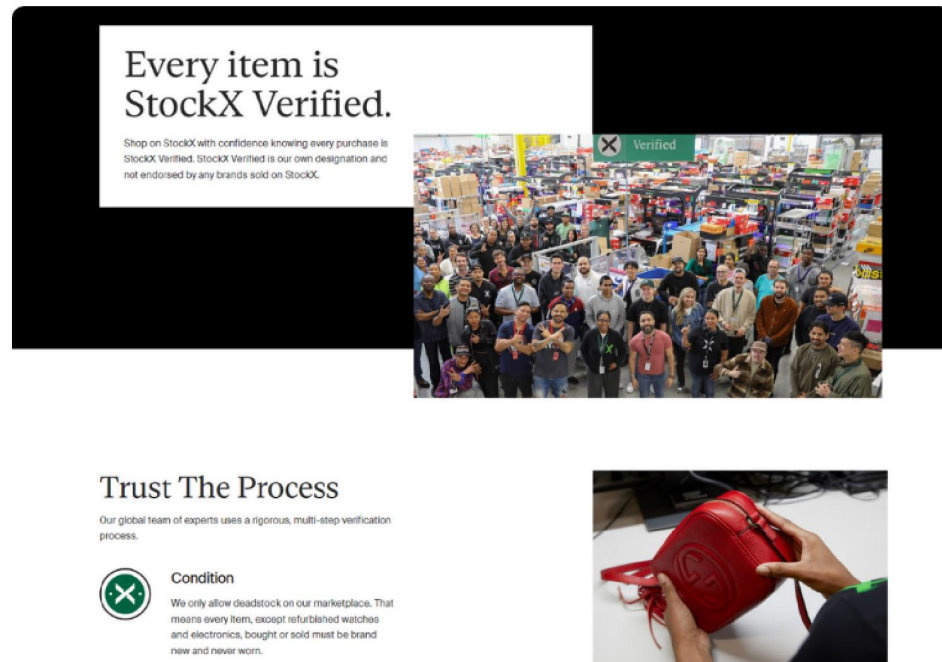 Every item is
StockX Verified.
Shop on StockX with confidence knowing every purchase is
StockX Verified. StockX Verified is our own designation and
not endorsed by any brands sold on StockX.
Verified
Trust The Process
Our global team of experts uses a rigorous, multi-step verification
process.
Condition
We only allow deadstock on our marketplace. That
means every item, except refurbished watches
and electronics, bought or sold must be brand
new and never worn.